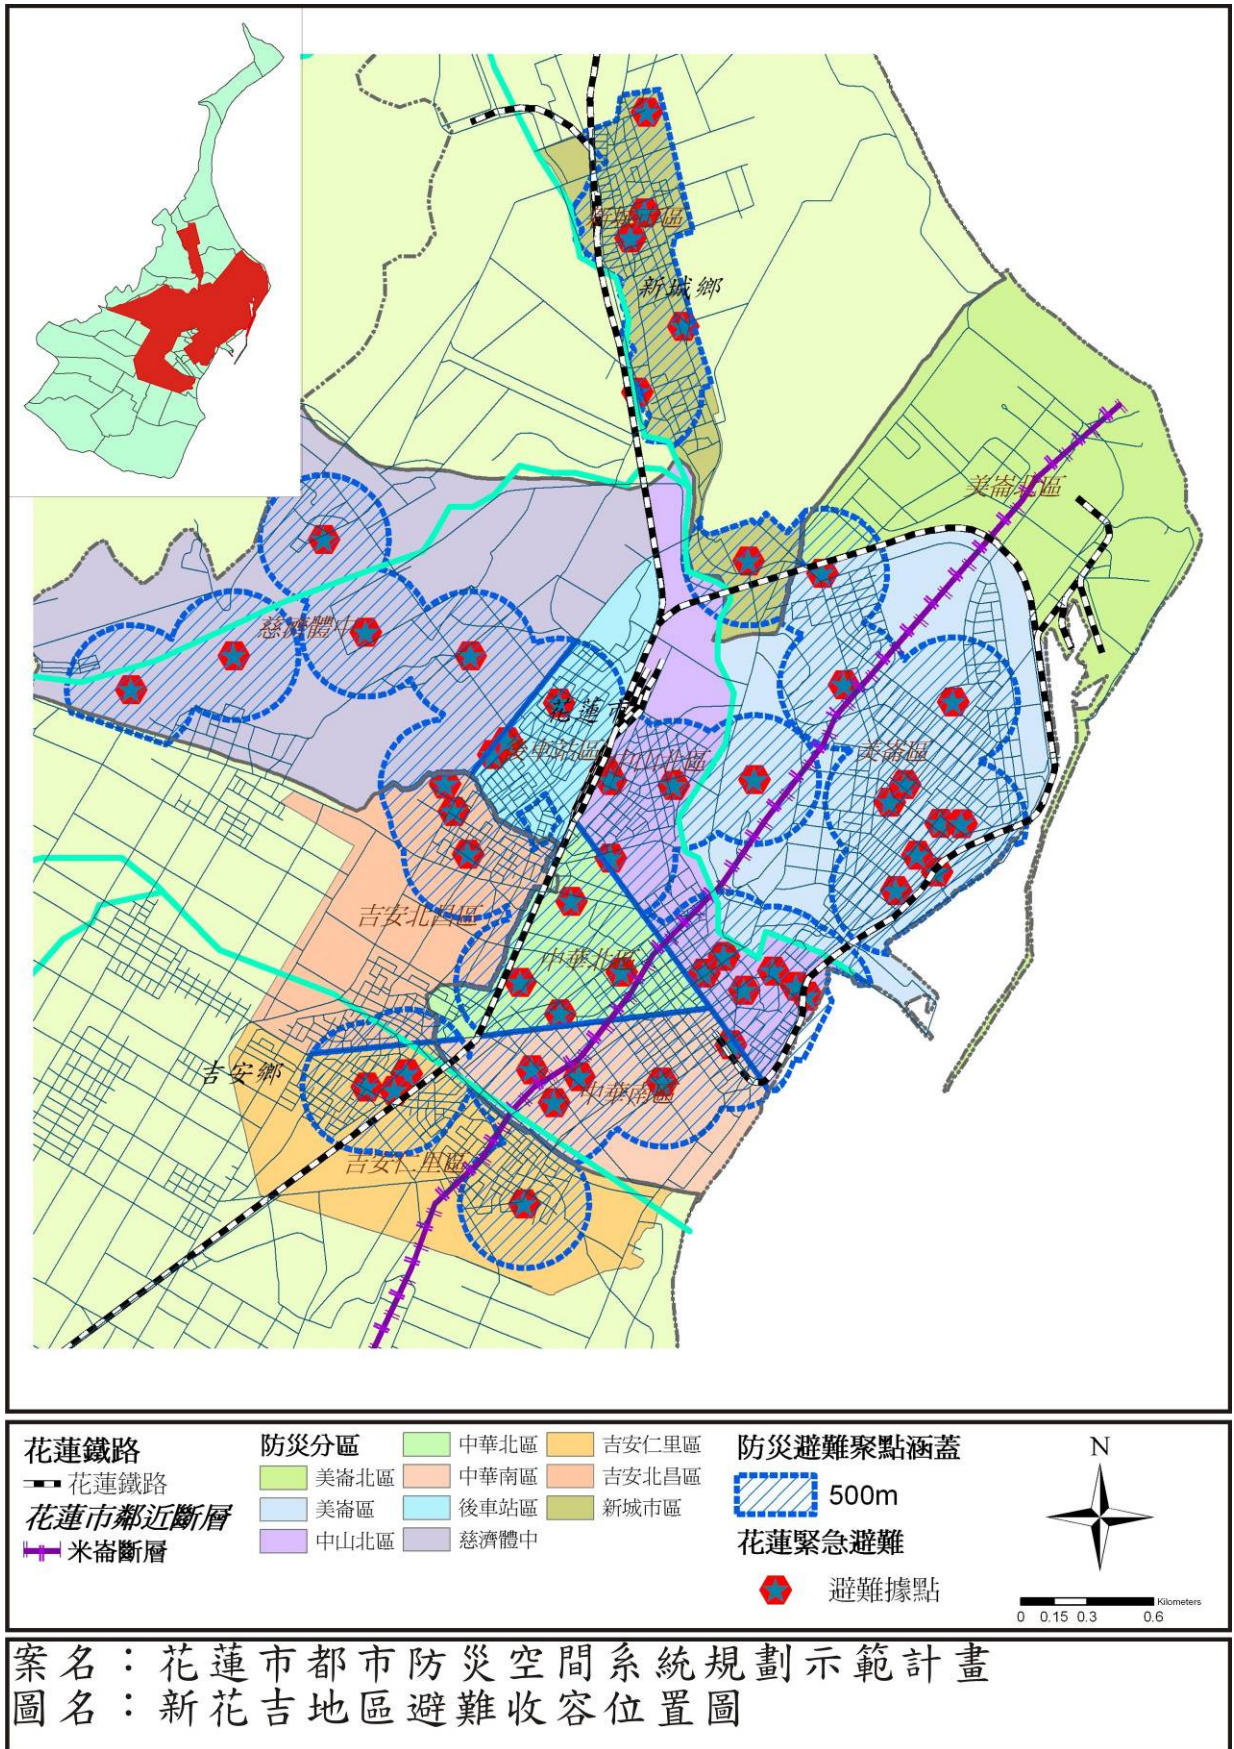 新城市區
新城鄉
美崙北區
慈濟體中
花蓮市
後車站區
中山北區
美崙區
吉安北昌區
中華北區
吉安鄉
中華南區
吉安仁里區
花蓮鐵路
花蓮鐵路
花蓮市鄰近斷層
米崙斷層
防災分區
美崙北區
美崙區
中山北區
中華北區
中華南區
後車站區
慈濟體中
吉安仁里區
吉安北昌區
新城市區
防災避難聚點涵蓋
500m
花蓮緊急避難
避難據點
N
Kilometers
0 0.15 0.3 0.6
案名：花蓮市都市防災空間系統規劃示範計畫
圖名：新花吉地區避難收容位置圖